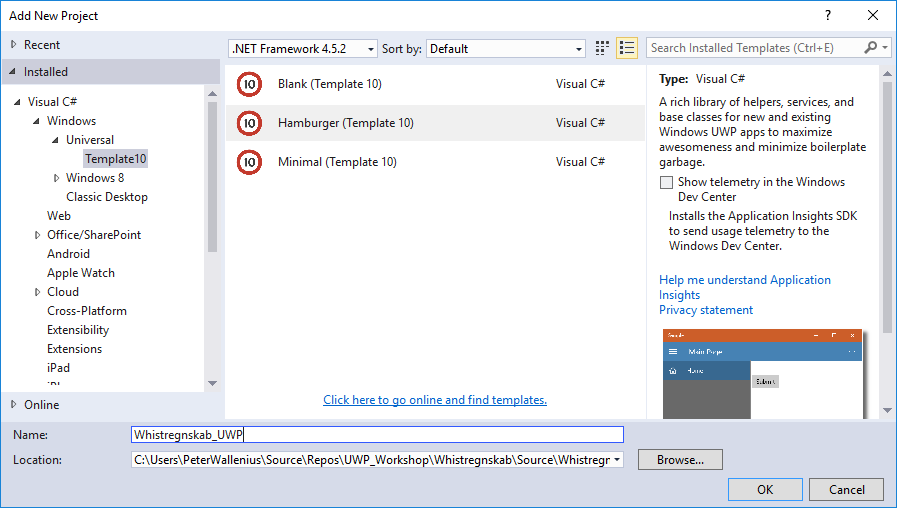 Add New Project
?
Recent
.NET Framework 4.5.2
Sort by:
Default
Search Installed Templates (Ctrl+E)
Installed
Visual C#
Windows
Universal
Template10
Windows 8
Classic Desktop
Web
Office/SharePoint
Android
Apple Watch
Cloud
Cross-Platform
Extensibility
Extensions
iPad
Online
10 Blank (Template 10) Visual C#
10 Hamburger (Template 10) Visual C#
10 Minimal (Template 10) Visual C#
Click here to go online and find templates.
Type: Visual C#
A rich library of helpers, services, and
base classes for new and existing
Windows UWP apps to maximize
awesomeness and minimize boilerplate
garbage.
Show telemetry in the Windows
Dev Center
Installs the Application Insights SDK
to send usage telemetry to the
Windows Dev Center.
Help me understand Application
Insights
Privacy statement
Sample
Main Page
Home
Submit
Name: Whistregnskab_UWP
Location: C:\Users\PeterWallenius\Source\Repos\UWP_Workshop\Whistregnskab\Source\Whistregn
Browse...
OK
Cancel